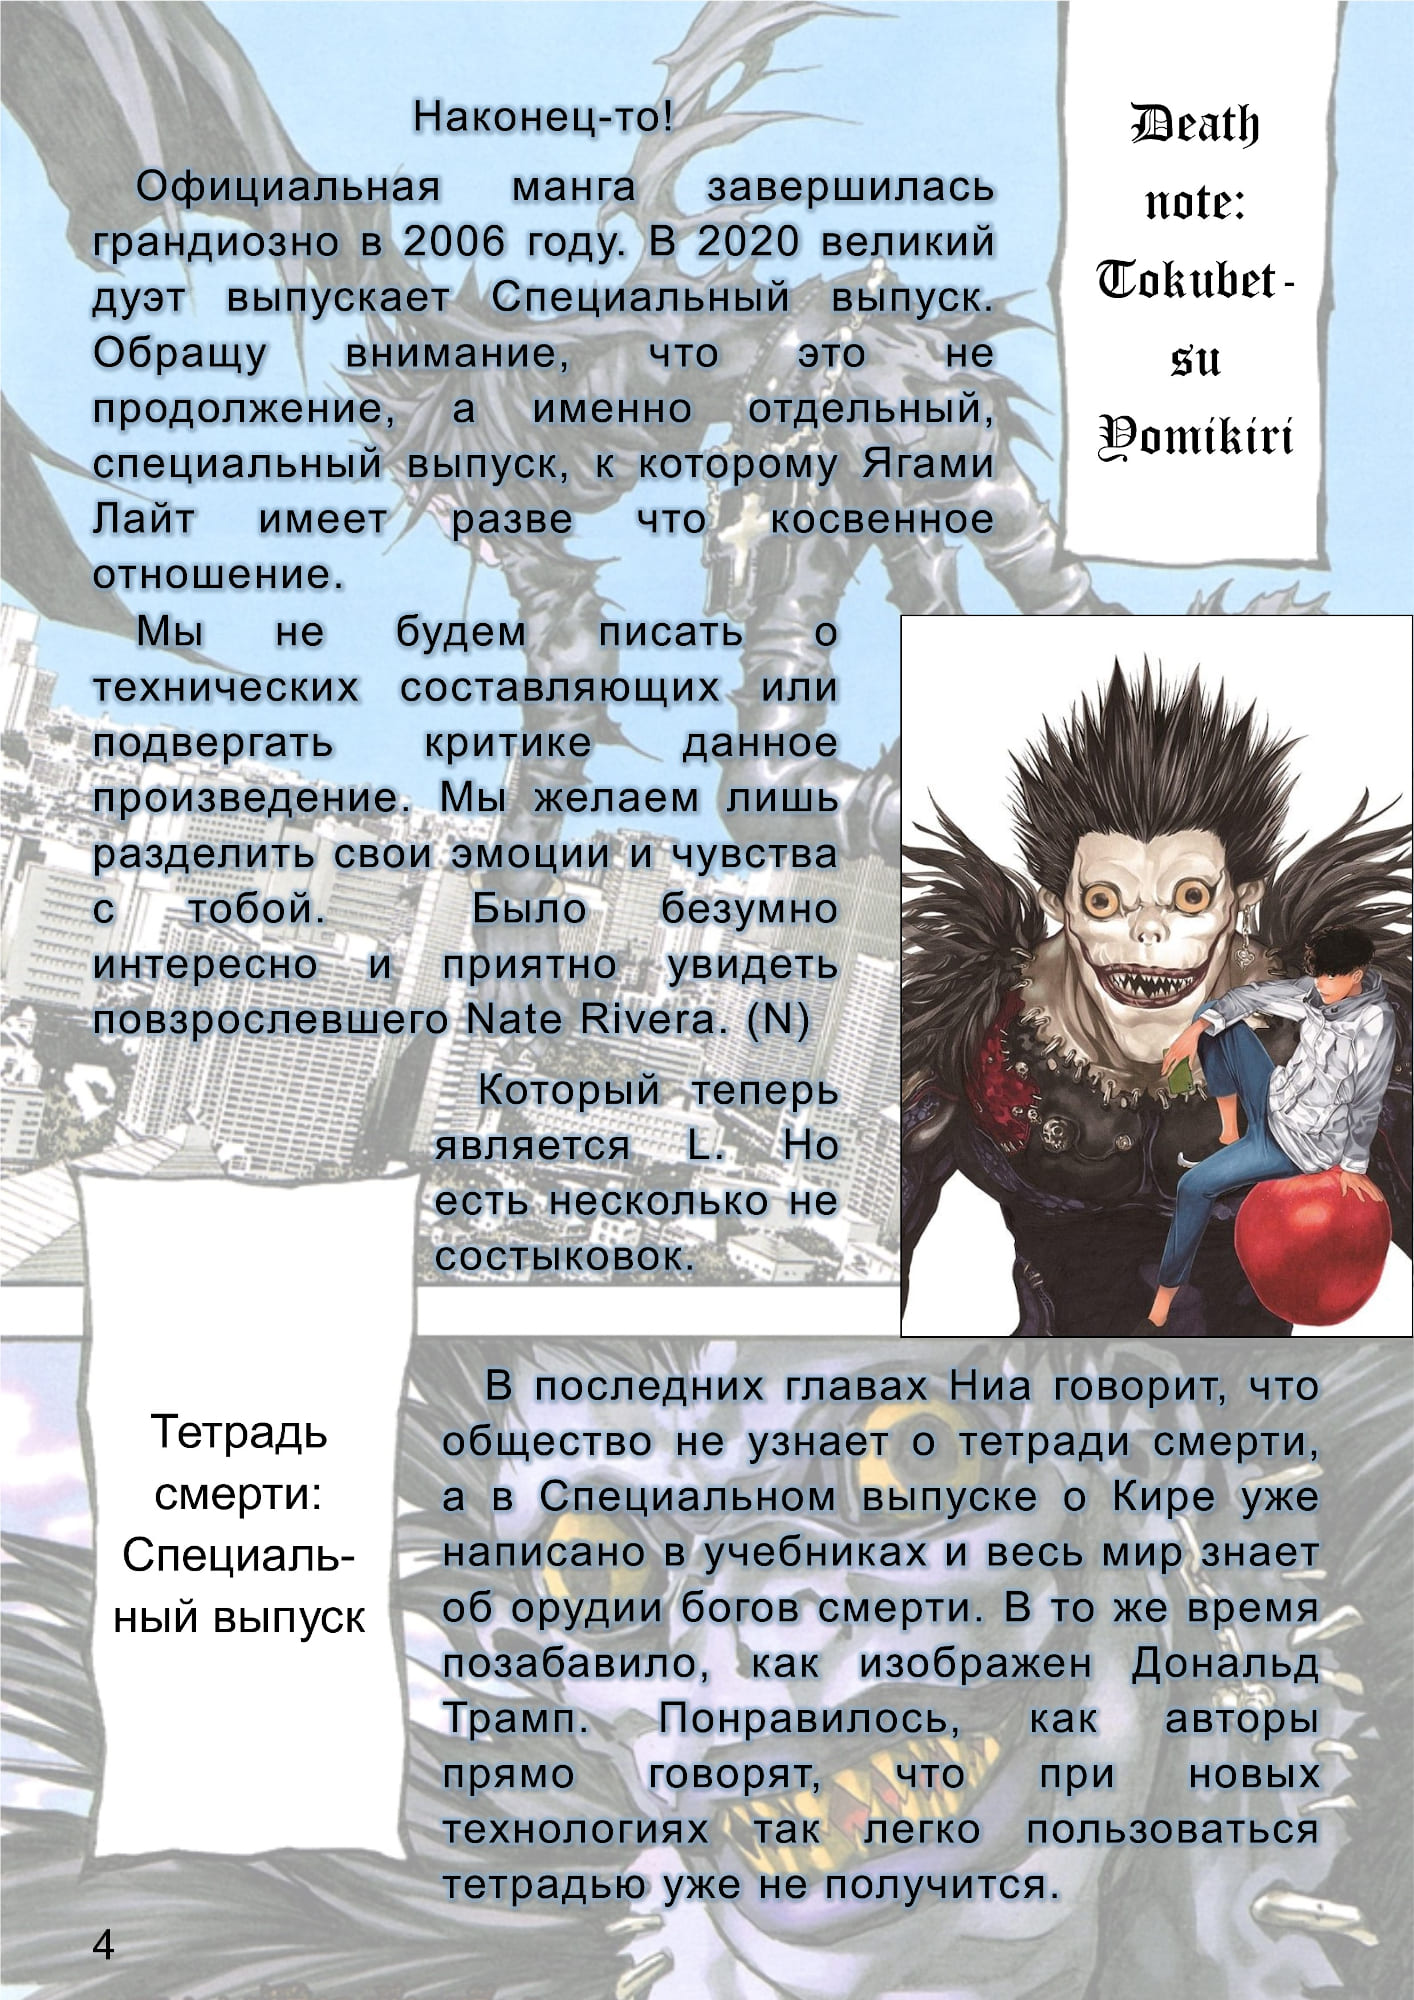 Наконец-то!
Официальная манга завершилась
грандиозно в 2006 году. В 2020 великий
дуэт выпускает Специальный выпуск.
Обращу внимание, что это не
продолжение, а именно отдельный,
специальный выпуск, к которому Ягами
Лайт имеет разве что косвенное
отношение.
Death
note:
Tokubet-
su
Yomikiri
Мы не будем писать о
технических составляющих или
подвергать критике данное
произведение. Мы желаем лишь
разделить свои эмоции и чувства
с тобой. Было безумно
интересно и приятно увидеть
повзрослевшего Nate Rivera. (N)
Который теперь
является L. Но
есть несколько не
состыковок.
Тетрадь
смерти:
Специаль-
ный выпуск
В последних главах Ниа говорит, что
общество не узнает о тетради смерти,
а в Специальном выпуске о Кире уже
написано в учебниках и весь мир знает
об орудии богов смерти. В то же время
позабавило, как изображен Дональд
Трамп. Понравилось, как авторы
прямо говорят, что при новых
технологиях так легко пользоваться
тетрадью уже не получится.
4